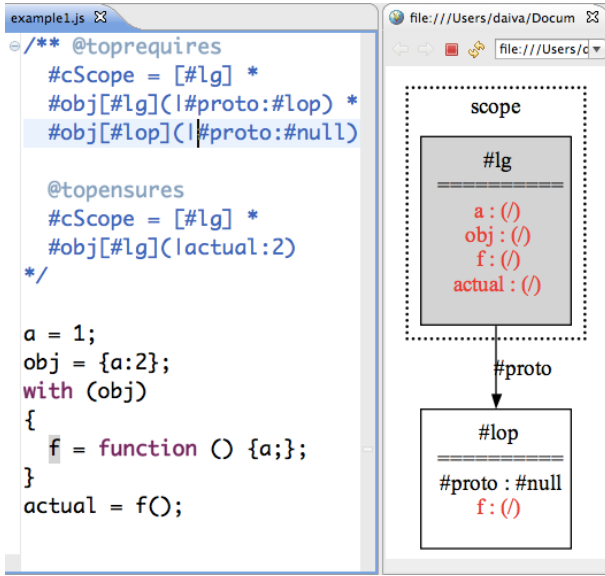 example1.js
/** @toprequires
#cScope = [#lg] *
#obj[#lg](|#proto:#lop) *
#obj[#lop](|#proto:#null)
@topensures
#cScope = [#lg] *
#obj[#lg](|actual:2)
*/
a = 1;
obj = {a:2};
with (obj)
{
f = function () {a;};
}
actual = f();
file:///Users/daiva/Docum
file:///Users/d
scope
#lg
==========
a : (/)
obj : (/)
f : (/)
actual : (/)
#proto
#lop
==========
#proto : #null
f : (/)